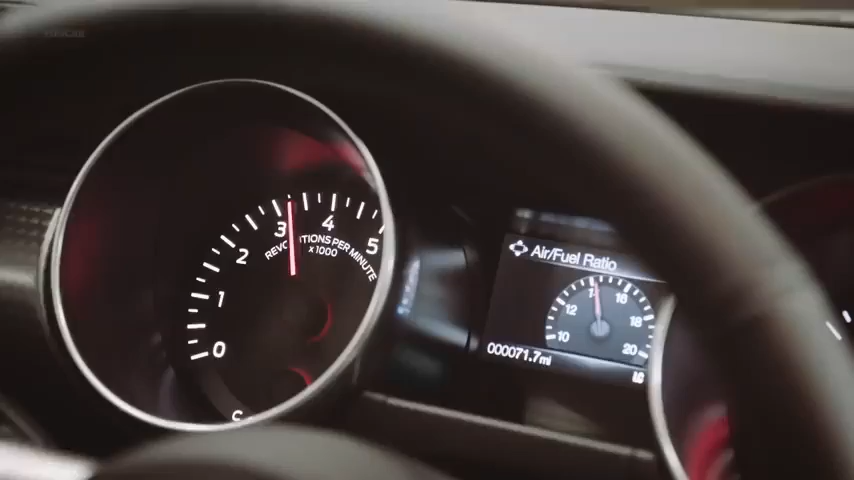 0
1
2
3
4
5
REVOLUTIONS PER MINUTE
x1000
C
Air/Fuel Ratio
10
12
16
18
20
000071.7mi